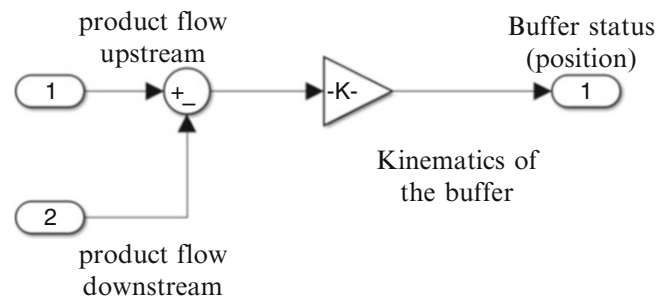 product flow
upstream
Buffer status
(position)
1
+
-
-K-
1
Kinematics of
the buffer
2
product flow
downstream